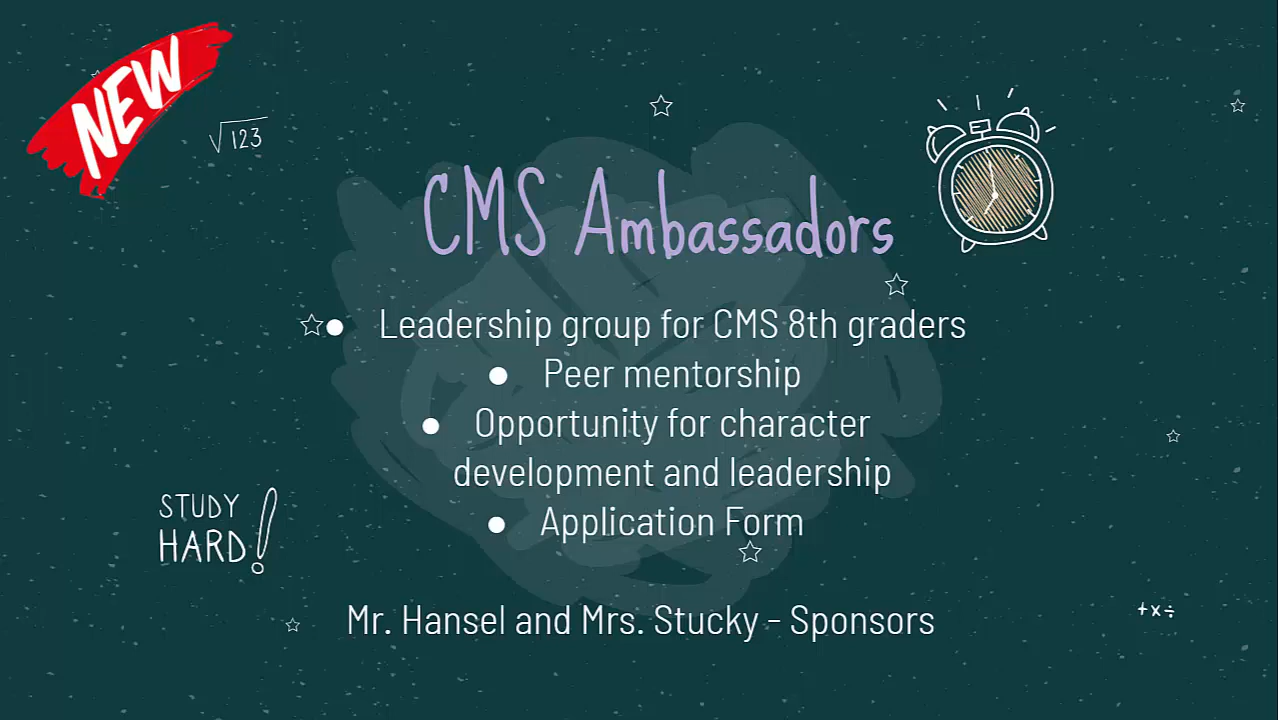 NEW
√123
CMS Ambassadors
● Leadership group for CMS 8th graders
● Peer mentorship
● Opportunity for character
development and leadership
● Application Form
STUDY
HARD!
Mr. Hansel and Mrs. Stucky - Sponsors
+x÷